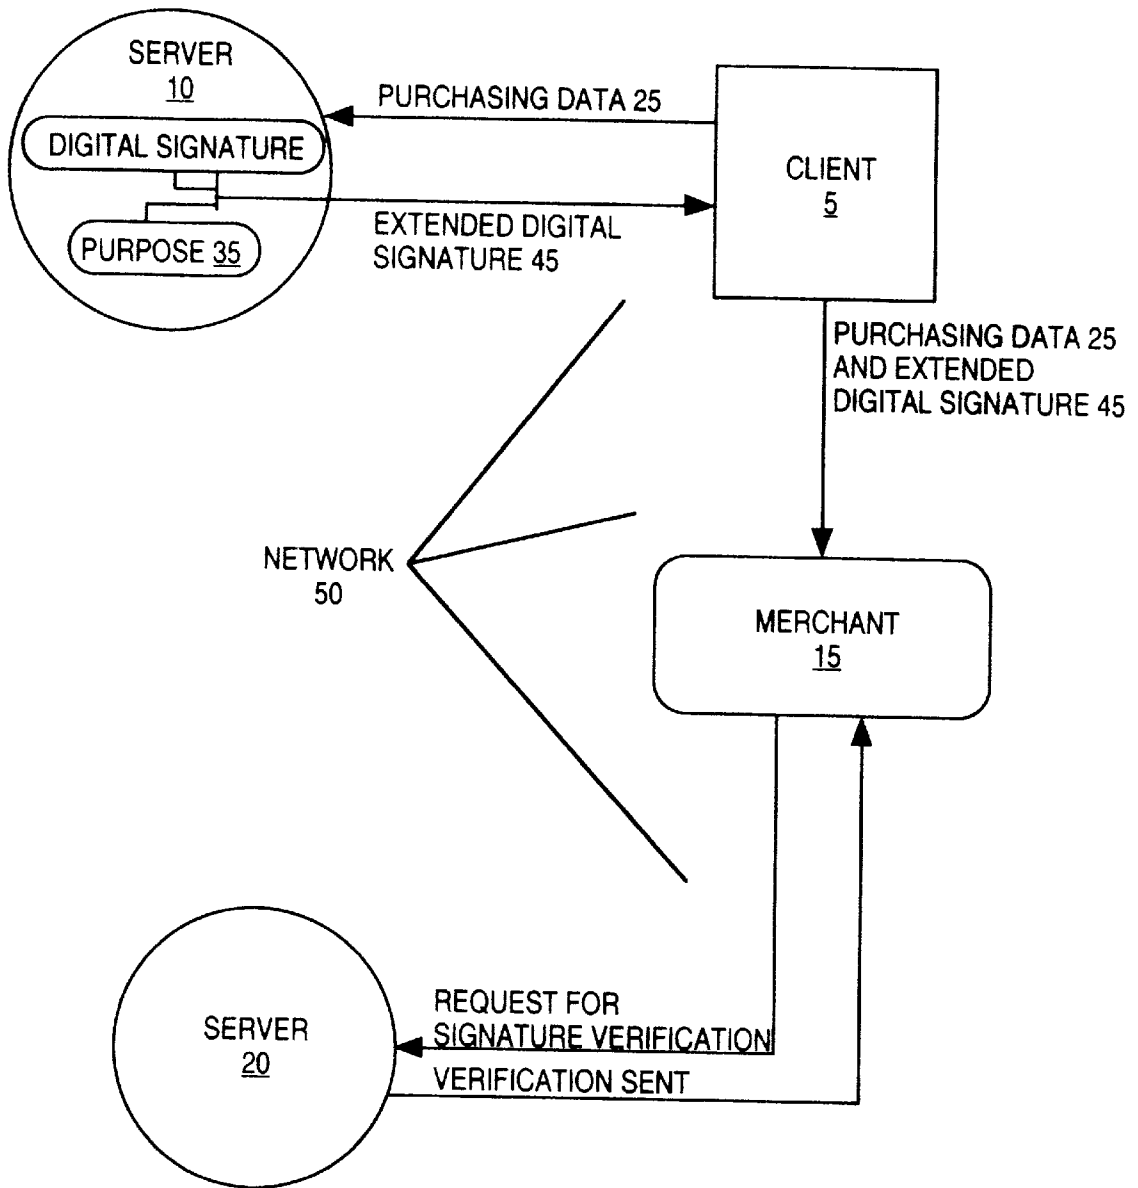 SERVER
10
DIGITAL SIGNATURE
PURPOSE 35
PURCHASING DATA 25
EXTENDED DIGITAL
SIGNATURE 45
CLIENT
5
PURCHASING DATA 25
AND EXTENDED
DIGITAL SIGNATURE 45
NETWORK
50
MERCHANT
15
SERVER
20
REQUEST FOR
SIGNATURE VERIFICATION
VERIFICATION SENT